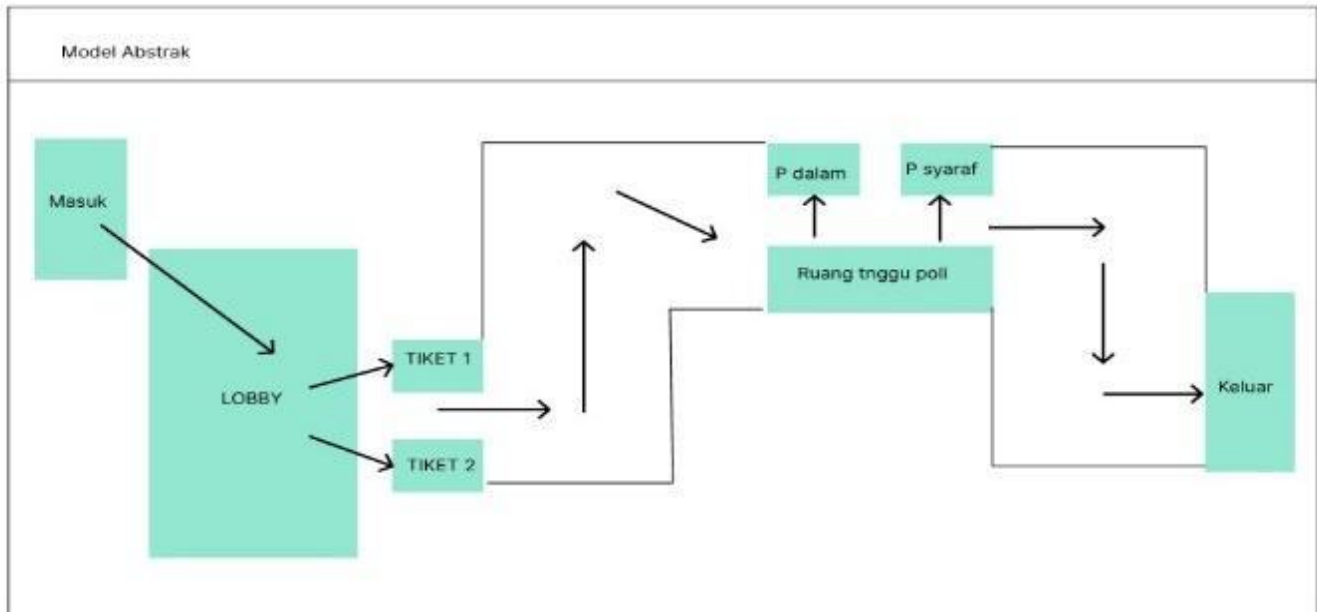 Model Abstrak
Masuk
LOBBY
TIKET 1
TIKET 2
P dalam
P syaraf
Ruang tnggu poli
Keluar